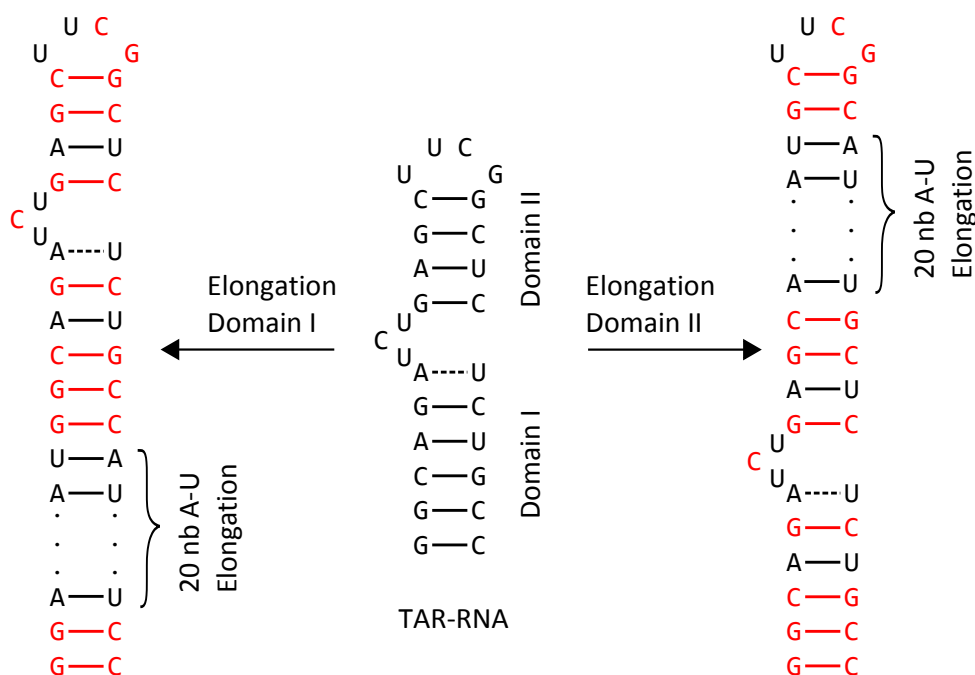 U C
U G
C G
G C
A U
G C
U
C
U
A U
G C
A U
C G
G C
G C
U A
A U
. .
. .
. .
A U
G C
G C
20 nb A-U
Elongation
Elongation
Domain I
U C
U G
C G
G C
A U
G C
U
C
U
A U
G C
A U
C G
G C
G C
Domain II
Domain I
TAR-RNA
Elongation
Domain II
U C
U G
C G
G C
U A
A U
. .
. .
. .
A U
C G
G C
A U
G C
U
C
U
A U
G C
A U
C G
G C
G C
20 nb A-U
Elongation